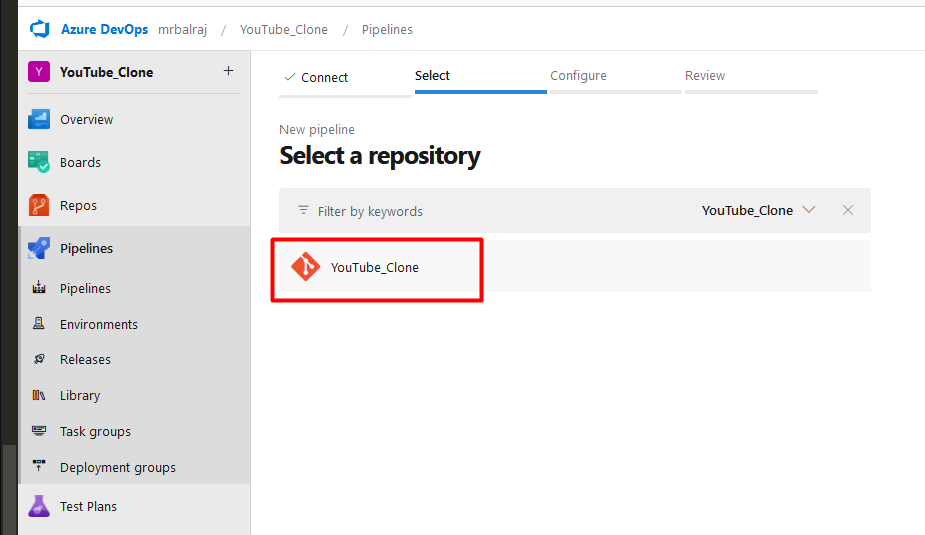 Azure DevOps mrbalraj / YouTube_Clone / Pipelines
Y YouTube_Clone +
Overview
Boards
Repos
Pipelines
Pipelines
Environments
Releases
Library
Task groups
Deployment groups
Test Plans
Connect Select Configure Review
New pipeline
Select a repository
Filter by keywords YouTube_Clone
YouTube_Clone